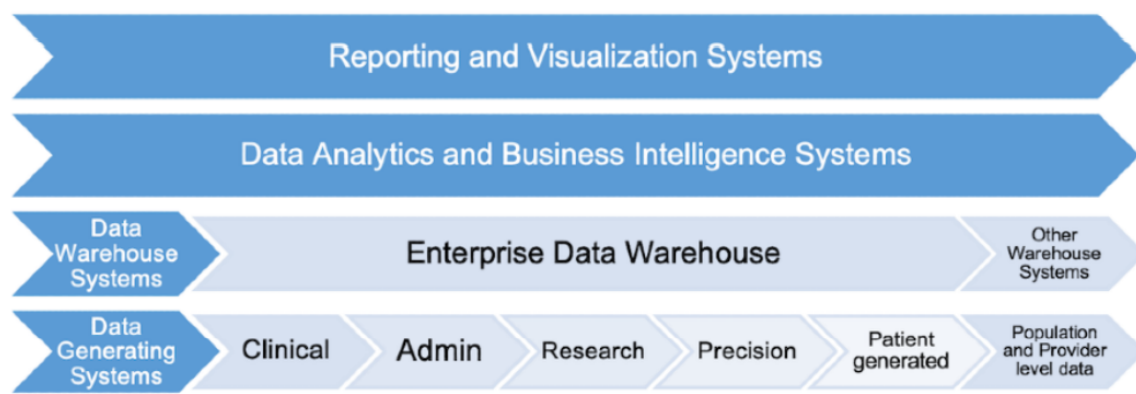 Reporting and Visualization Systems
Data Analytics and Business Intelligence Systems
Data
Warehouse
Systems
Enterprise Data Warehouse
Other
Warehouse
Systems
Data
Generating
Systems
Clinical
Admin
Research
Precision
Patient
generated
Population
and Provider
level data